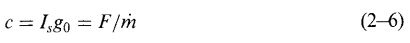 c = I_s g_0 = F/ṁ (2–6)